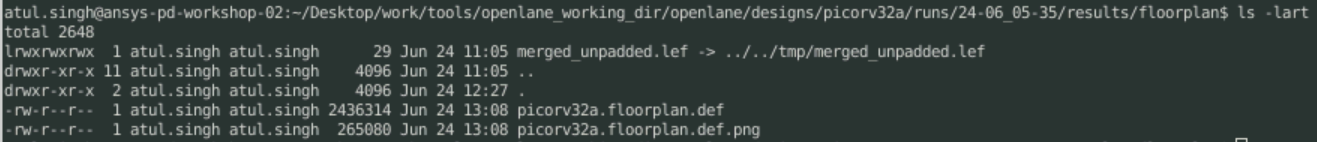 atul.singh@ansys-pd-workshop-02:~/Desktop/work/tools/openlane_working_dir/openlane/designs/picorv32a/runs/24-06_05-35/results/floorplan$ ls -lart
total 2648
lrwxrwxrwx  1 atul.singh atul.singh      29 Jun 24 11:05 merged_unpadded.lef -> ../../tmp/merged_unpadded.lef
drwxr-xr-x 11 atul.singh atul.singh    4096 Jun 24 11:05 ..
drwxr-xr-x  2 atul.singh atul.singh    4096 Jun 24 12:27 .
-rw-r--r--  1 atul.singh atul.singh 2436314 Jun 24 13:08 picorv32a.floorplan.def
-rw-r--r--  1 atul.singh atul.singh  265080 Jun 24 13:08 picorv32a.floorplan.def.png